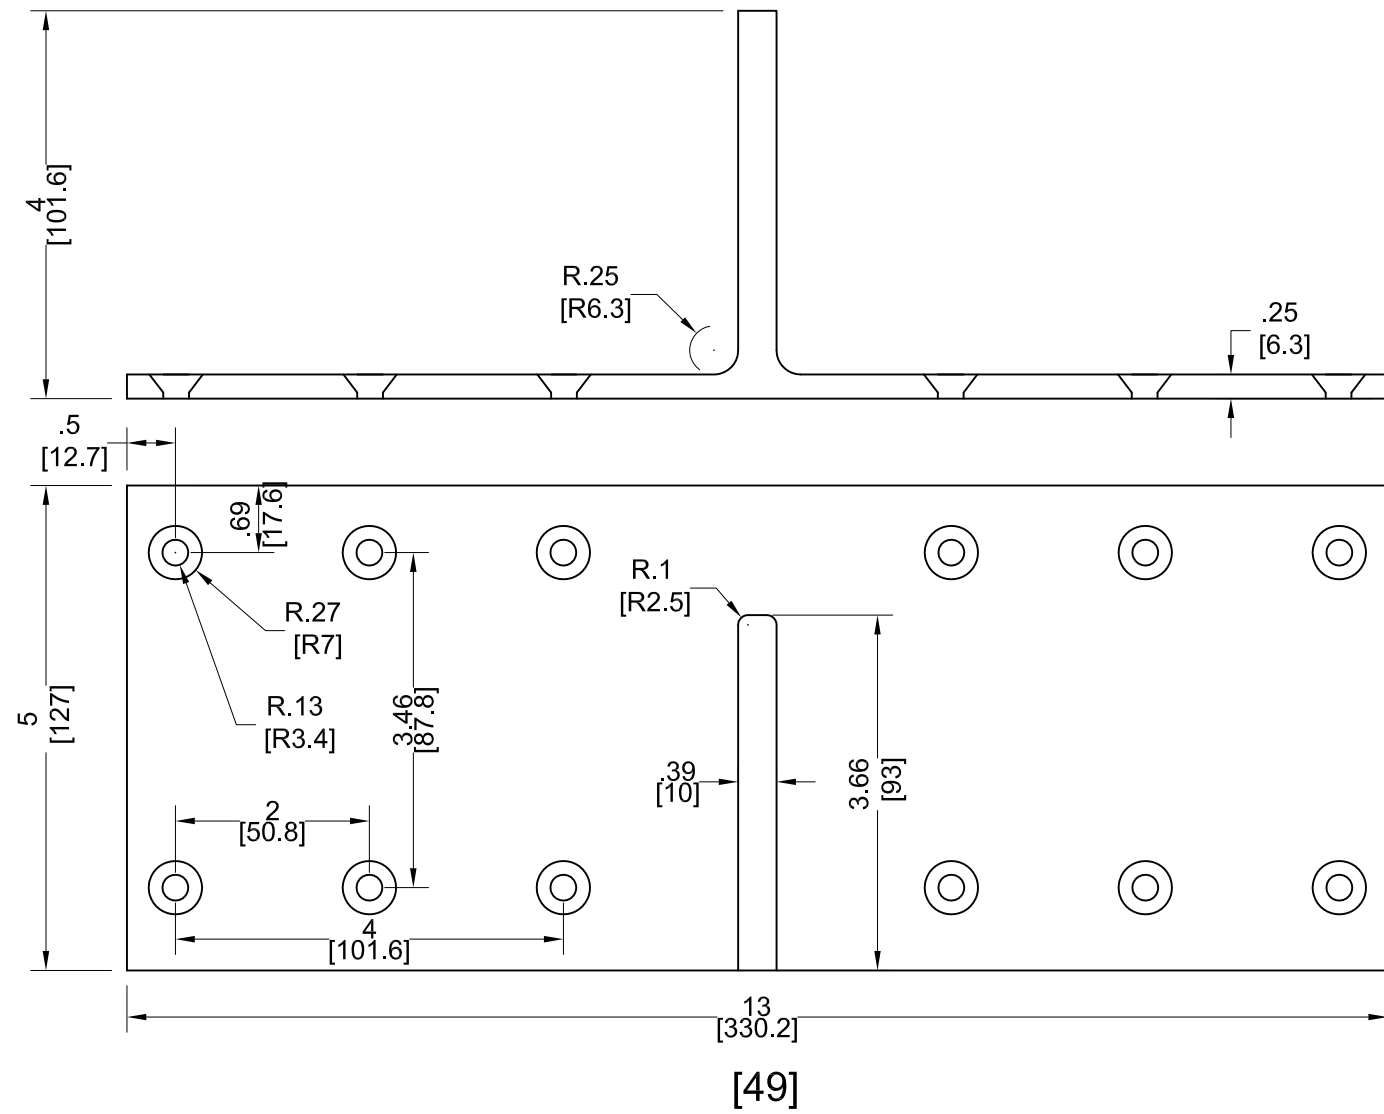 4
[101.6]
R.25
[R6.3]
.25
[6.3]
.5
[12.7]
.69
[17.6]
R.1
[R2.5]
R.27
[R7]
R.13
[R3.4]
3.46
[87.8]
5
[127]
.39
[10]
3.66
[93]
2
[50.8]
4
[101.6]
13
[330.2]
[49]